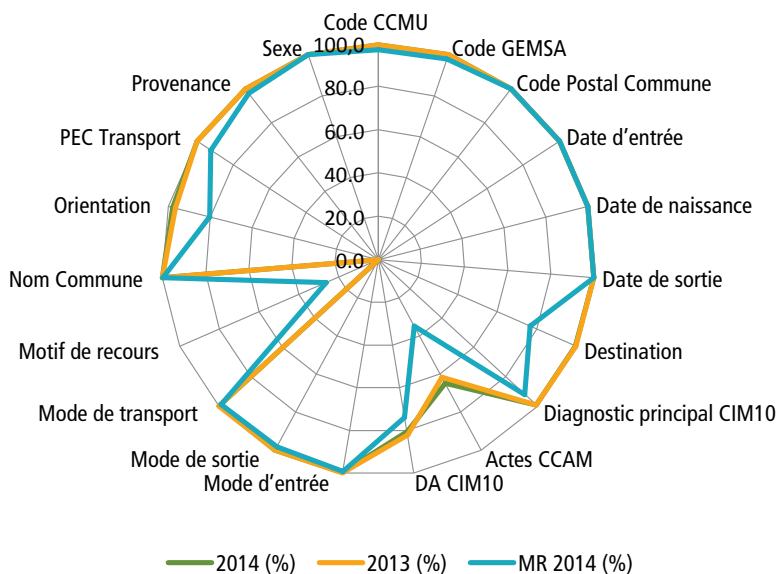 Code CCMU
Code GEMSA
Code Postal Commune
Date d'entrée
Date de naissance
Date de sortie
Destination
Diagnostic principal CIM10
Actes CCAM
DA CIM10
Mode d'entrée
Mode de sortie
Mode de transport
Motif de recours
Nom Commune
Orientation
PEC Transport
Provenance
Sexe
100,0
80.0
60.0
40.0
20.0
0.0
2014 (%)
2013 (%)
MR 2014 (%)